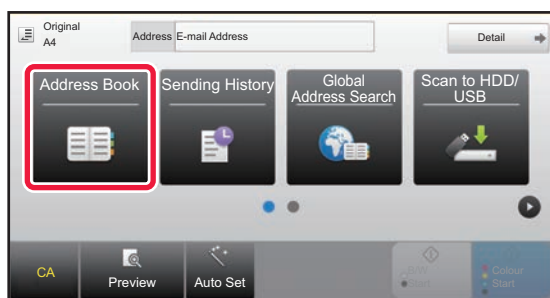 Original
A4
Address
E-mail Address
Detail
Address Book
Sending History
Global
Address Search
Scan to HDD/
USB
CA
Preview
Auto Set
B/W
Start
Colour
Start